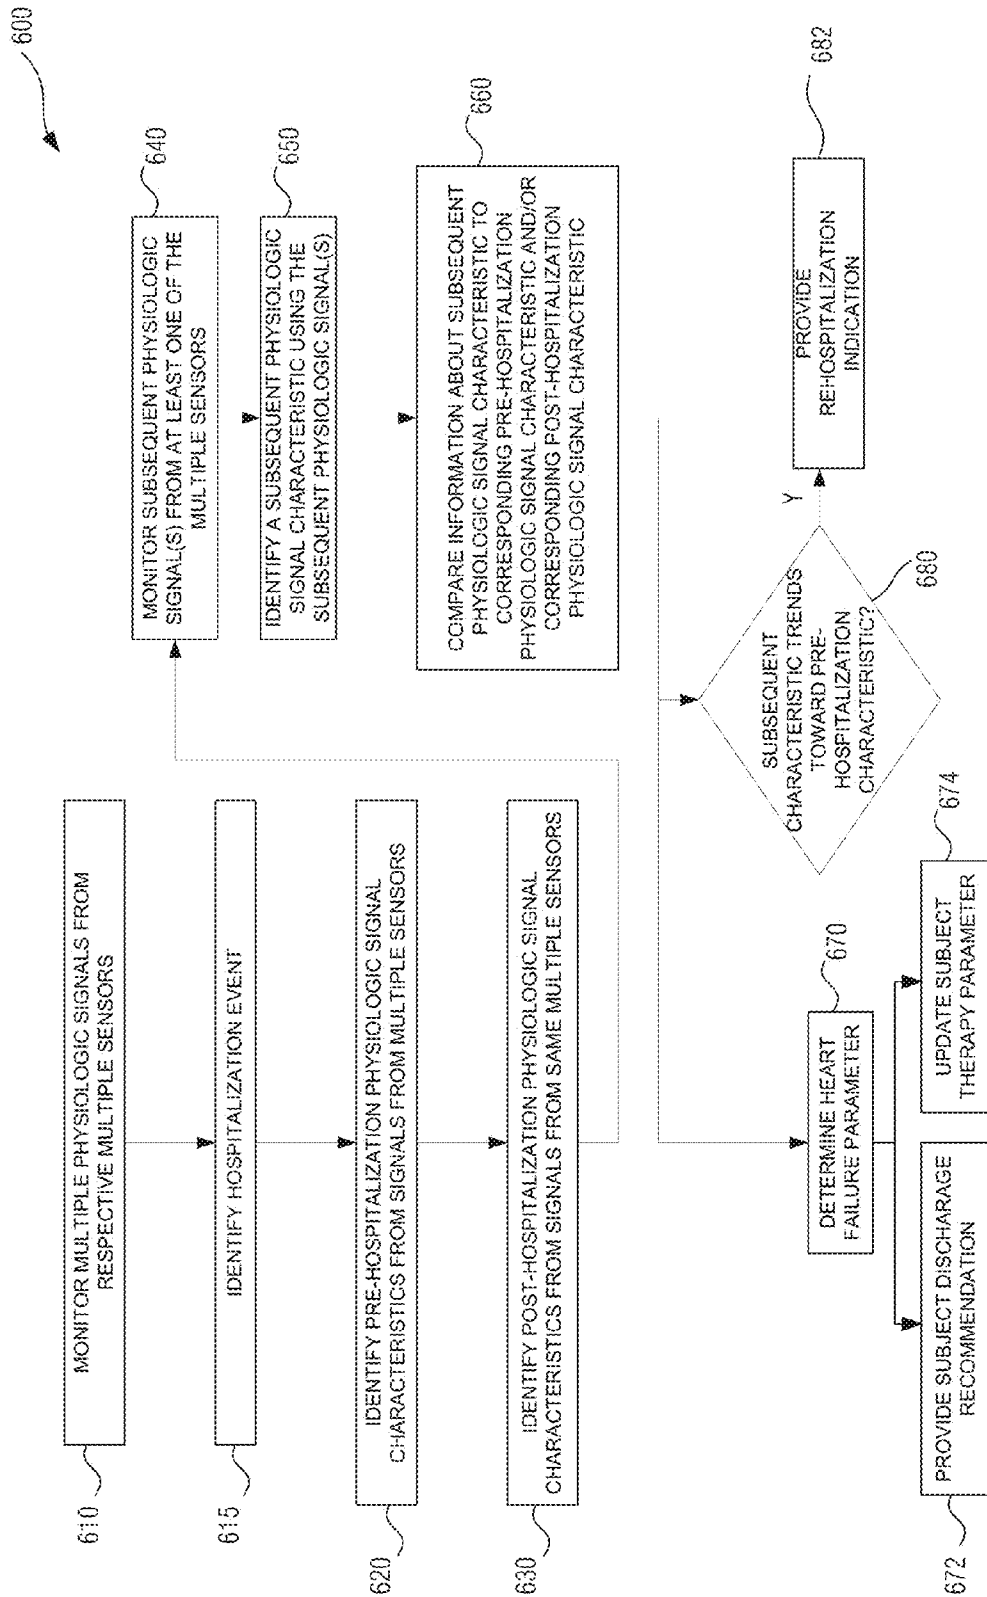 600
610
MONITOR MULTIPLE PHYSIOLOGIC SIGNALS FROM
RESPECTIVE MULTIPLE SENSORS
615
IDENTIFY HOSPITALIZATION EVENT
620
IDENTIFY PRE-HOSPITALIZATION PHYSIOLOGIC SIGNAL
CHARACTERISTICS FROM SIGNALS FROM MULTIPLE SENSORS
630
IDENTIFY POST-HOSPITALIZATION PHYSIOLOGIC SIGNAL
CHARACTERISTICS FROM SIGNALS FROM SAME MULTIPLE SENSORS
640
MONITOR SUBSEQUENT PHYSIOLOGIC
SIGNAL(S) FROM AT LEAST ONE OF THE
MULTIPLE SENSORS
650
IDENTIFY A SUBSEQUENT PHYSIOLOGIC
SIGNAL CHARACTERISTIC USING THE
SUBSEQUENT PHYSIOLOGIC SIGNAL(S)
660
COMPARE INFORMATION ABOUT SUBSEQUENT
PHYSIOLOGIC SIGNAL CHARACTERISTIC TO
CORRESPONDING PRE-HOSPITALIZATION
PHYSIOLOGIC SIGNAL CHARACTERISTIC AND/OR
CORRESPONDING POST-HOSPITALIZATION
PHYSIOLOGIC SIGNAL CHARACTERISTIC
670
DETERMINE HEART
FAILURE PARAMETER
672
PROVIDE SUBJECT DISCHARAGE
RECOMMENDATION
674
UPDATE SUBJECT
THERAPY PARAMETER
680
SUBSEQUENT
CHARACTERISTIC TRENDS
TOWARD PRE-
HOSPITALIZATION
CHARACTERISTIC?
Y
682
PROVIDE
REHOSPITALIZATION
INDICATION